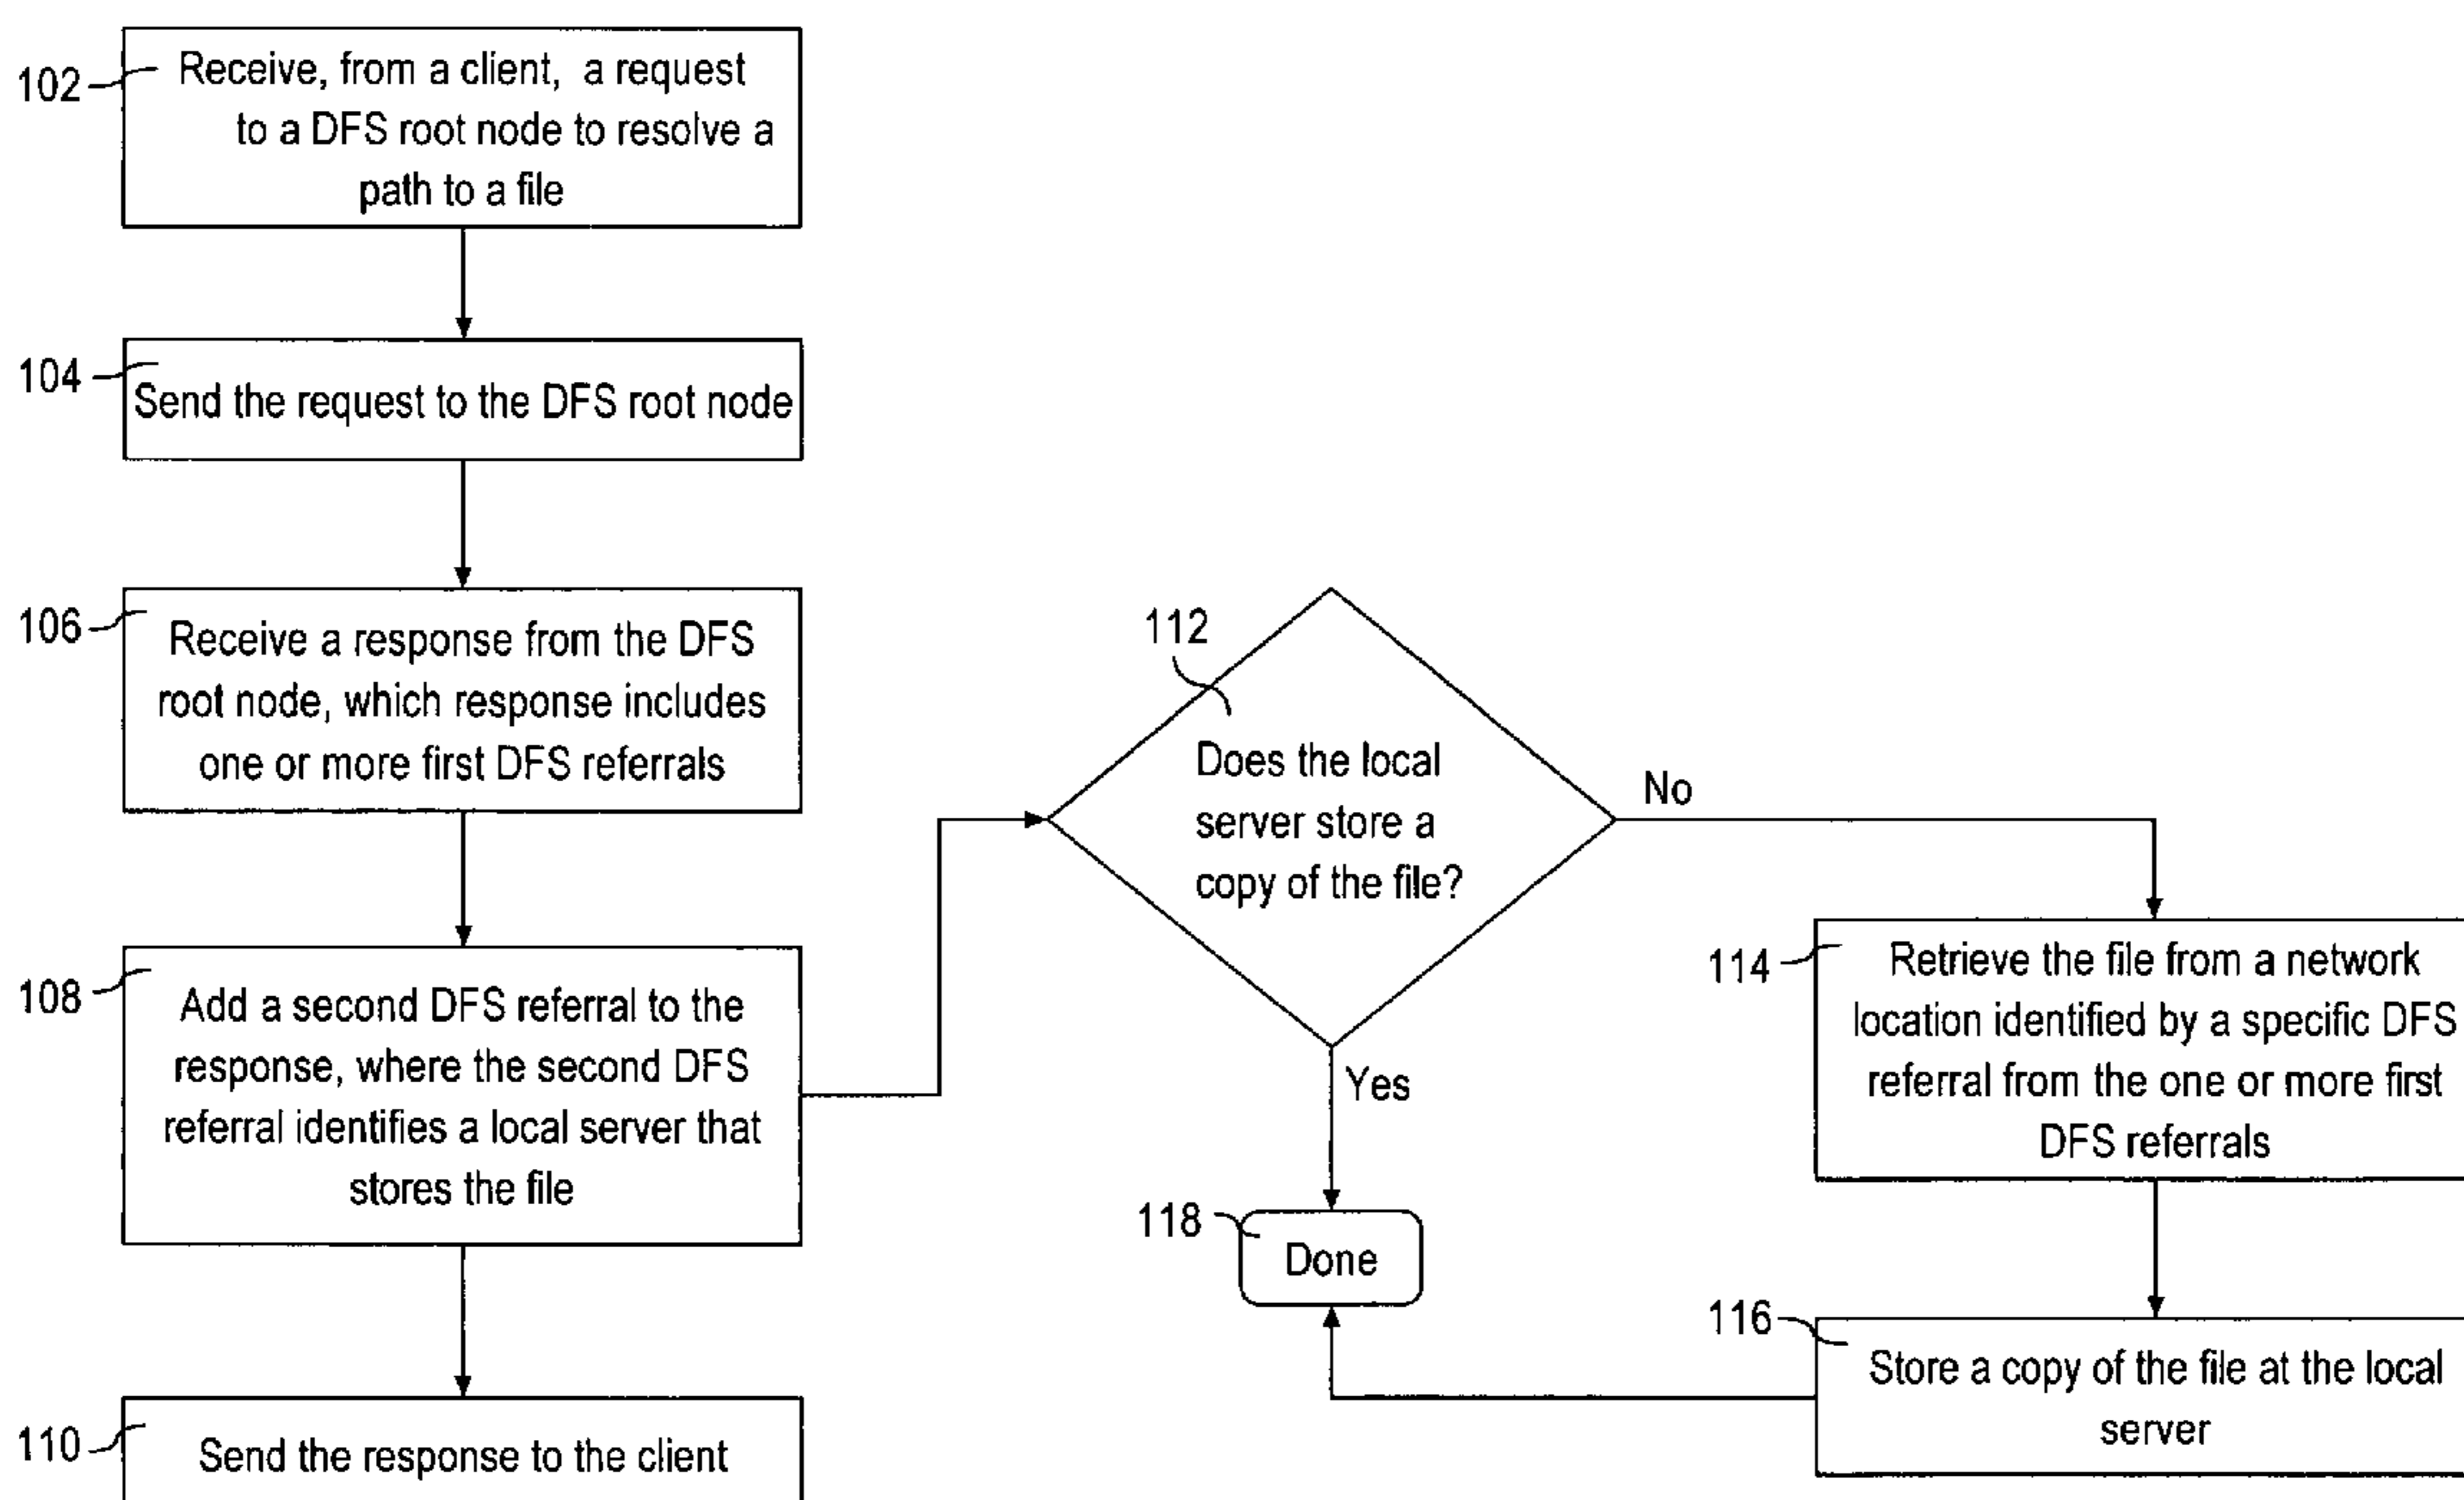 102
Receive, from a client, a request
to a DFS root node to resolve a
path to a file
104
Send the request to the DFS root node
106
Receive a response from the DFS
root node, which response includes
one or more first DFS referrals
108
Add a second DFS referral to the
response, where the second DFS
referral identifies a local server that
stores the file
110
Send the response to the client
112
Does the local
server store a
copy of the file?
No
Yes
114
Retrieve the file from a network
location identified by a specific DFS
referral from the one or more first
DFS referrals
116
Store a copy of the file at the local
server
118
Done